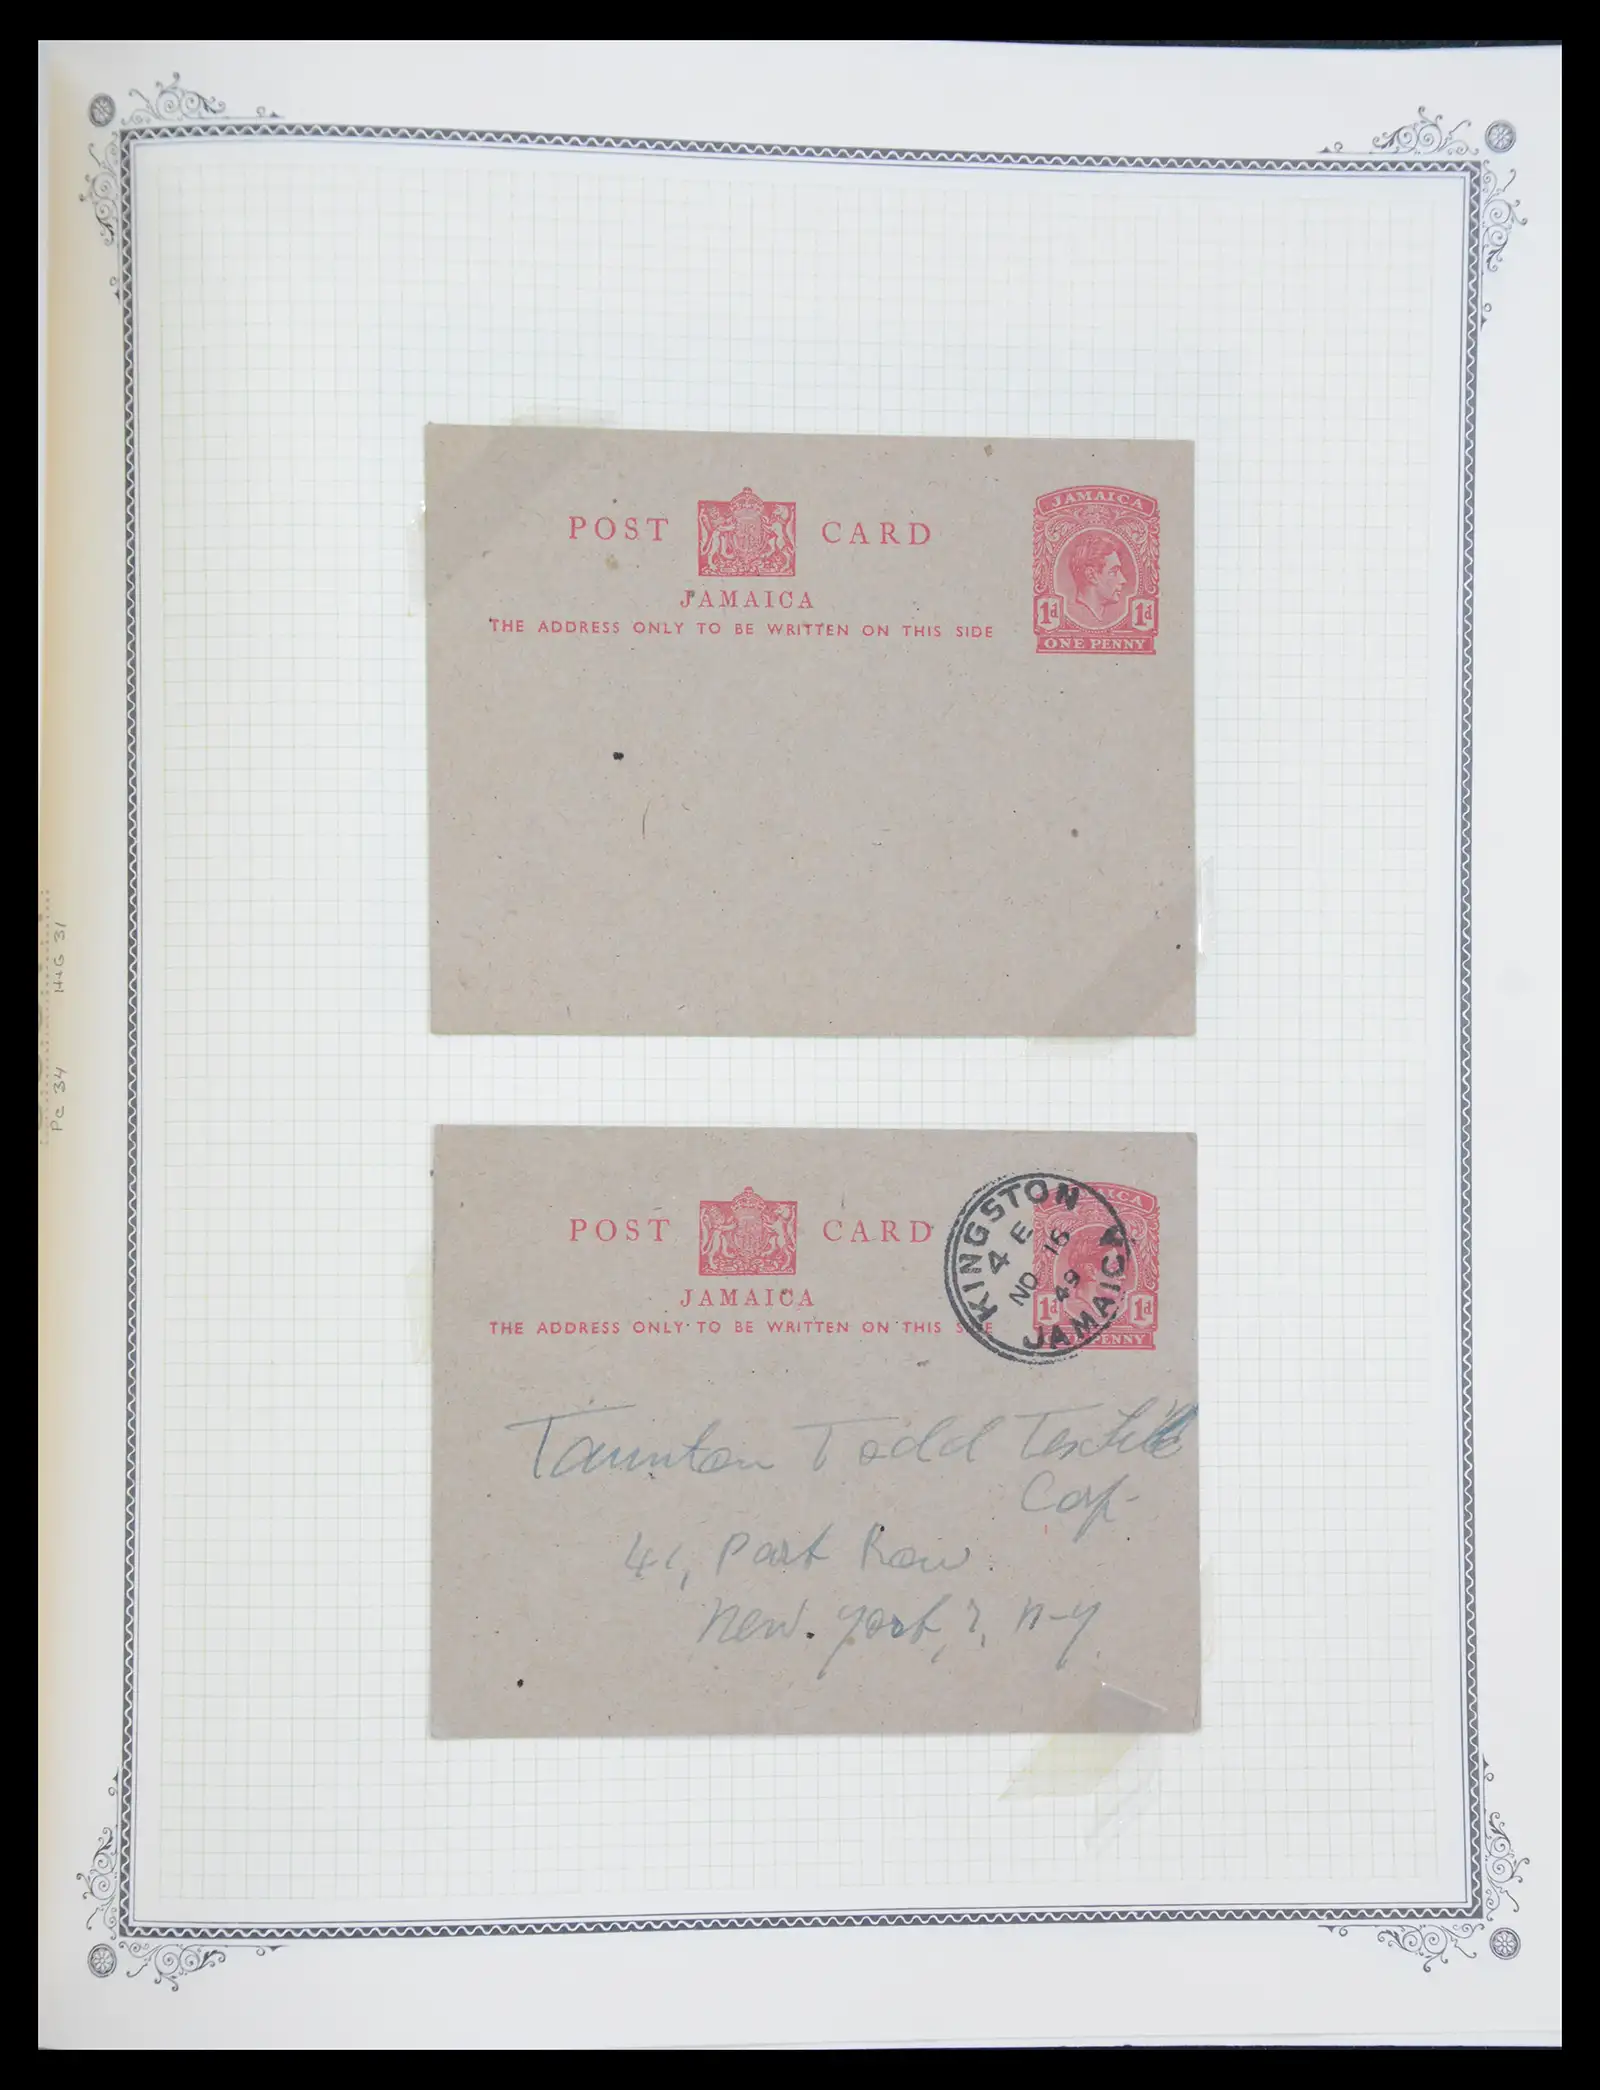 POST CARD
JAMAICA
THE ADDRESS ONLY TO BE WRITTEN ON THIS SIDE
JAMAICA
1d 1d
ONE PENNY
POST CARD
JAMAICA
THE ADDRESS ONLY TO BE WRITTEN ON THIS SIDE
KINGSTON
4 E
NO 16
49
JAMAICA
1d 1d
PENNY
Taunton Todd Textile
Corp-
41, Park Row.
New. York, 7, N-Y.
Pc 34 H+G 31